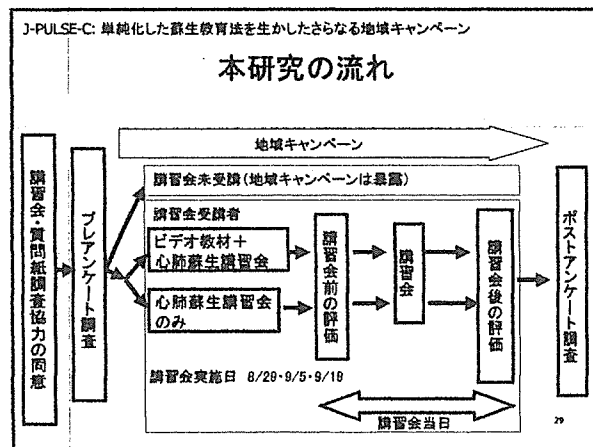 J-PULSE-C: 単純化した蘇生教育法を生かしたさらなる地域キャンペーン
本研究の流れ
地域キャンペーン
講習会・質問紙調査協力の同意
プレアンケート調査
講習会未受講(地域キャンペーンは暴露)
講習会受講者
ビデオ教材+
心肺蘇生講習会
心肺蘇生講習会
のみ
講習会前の評価
講習会
講習会後の評価
ポストアンケート調査
講習会実施日 8/29・9/5・9/18
講習会当日
29